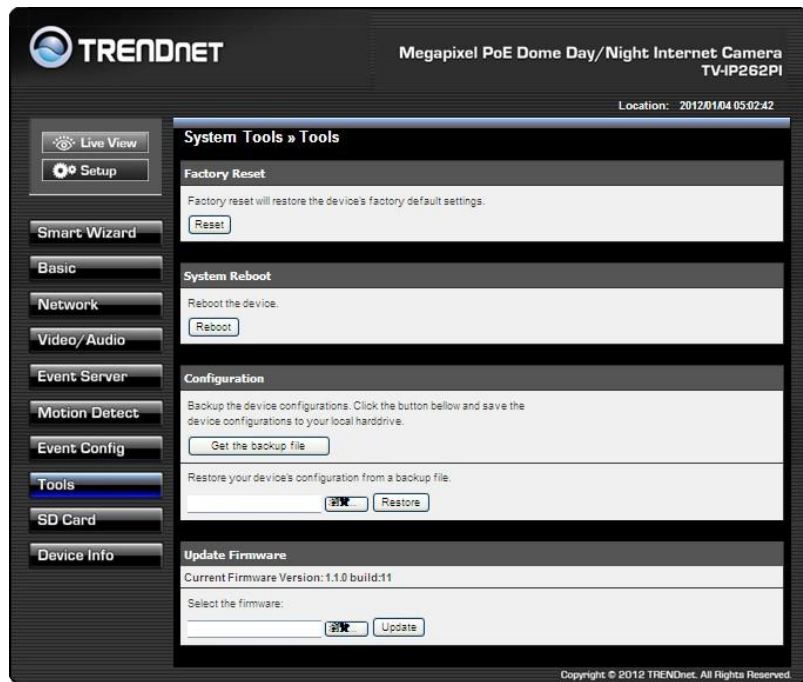 TRENDNET
Megapixel PoE Dome Day/Night Internet Camera
TV-IP262PI
Location: 2012/01/04 05:02:42
Live View
Setup
Smart Wizard
Basic
Network
Video/Audio
Event Server
Motion Detect
Event Config
Tools
SD Card
Device Info
System Tools » Tools
Factory Reset
Factory reset will restore the device's factory default settings.
Reset
System Reboot
Reboot the device.
Reboot
Configuration
Backup the device configurations. Click the button bellow and save the
device configurations to your local harddrive.
Get the backup file
Restore your device's configuration from a backup file.
Restore
Update Firmware
Current Firmware Version: 1.1.0 build:11
Select the firmware:
Update
Copyright © 2012 TRENDnet. All Rights Reserved.